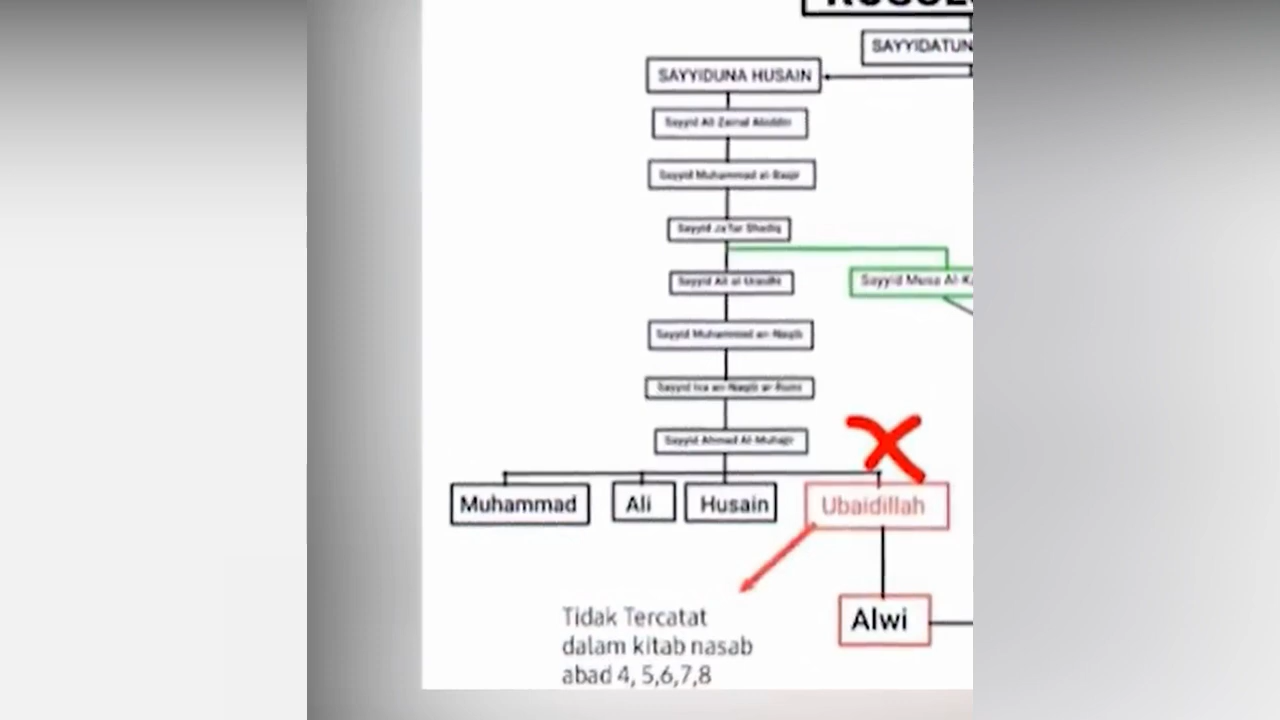 SAYYIDATUN
SAYYIDUNA HUSAIN
Sayyid Ali Zainal Abiddin
Sayyid Muhammad al-Baqir
Sayyid Ja'far Shadiq
Sayyid Musa Al-K
Sayyid Ali al-Uraidhi
Sayyid Muhammad an-Naqib
Sayyid Isa an-Naqib ar-Rumi
Sayyid Ahmad Al-Muhajir
Muhammad
Ali
Husain
Ubaidillah
Alwi
Tidak Tercatat
dalam kitab nasab
abad 4, 5,6,7,8